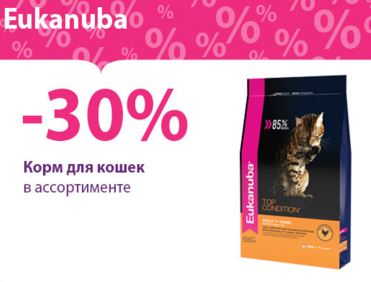 Eukanuba
-30%
Корм для кошек
в ассортименте
85%
Eukanuba
TOP
CONDITION